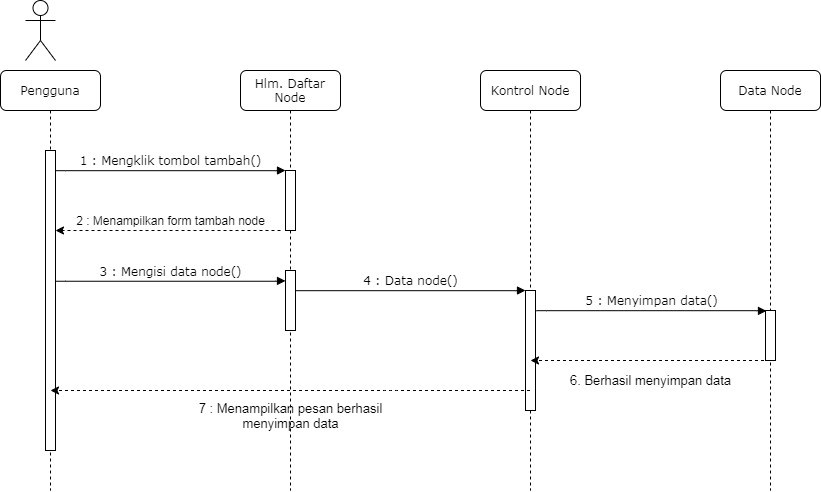 Pengguna
Hlm. Daftar
Node
Kontrol Node
Data Node
1 : Mengklik tombol tambah()
2 : Menampilkan form tambah node
3 : Mengisi data node()
4 : Data node()
5 : Menyimpan data()
6. Berhasil menyimpan data
7 : Menampilkan pesan berhasil
menyimpan data